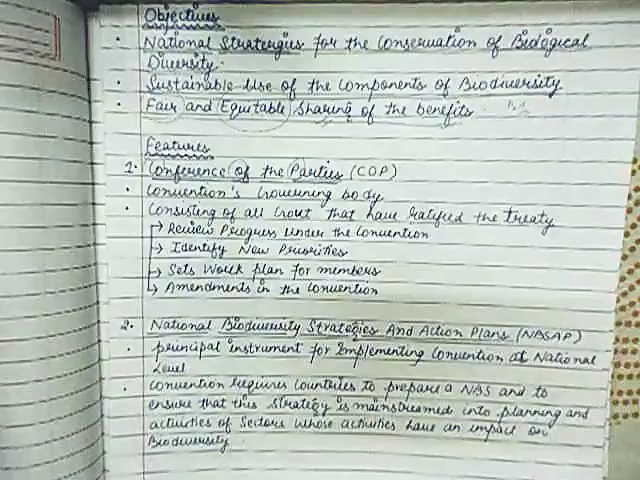 Objectives
• National Stratergies for the Conservation of Biological
Diversity.
• Sustainable Use of the Components of Biodiversity
• Fair and Equitable Sharing of the benefits
Features
1. Conference of the Parties (COP)
• Convention's Governing body
• Consisting of all Govt that have Ratified the treaty
→ Review Progress under the Convention
→ Identify New Priorities
→ Sets Work plan for members
→ Amendments in the Convention
2. National Biodiversity Strategies And Action Plans (NBSAP)
• principal instrument for Implementing Convention at National
Level
• Convention Requires Countries to prepare a NBS and to
ensure that this Strategy is mainstreamed into planning and
activities of Sectors whose activities have an impact on
Biodiversity